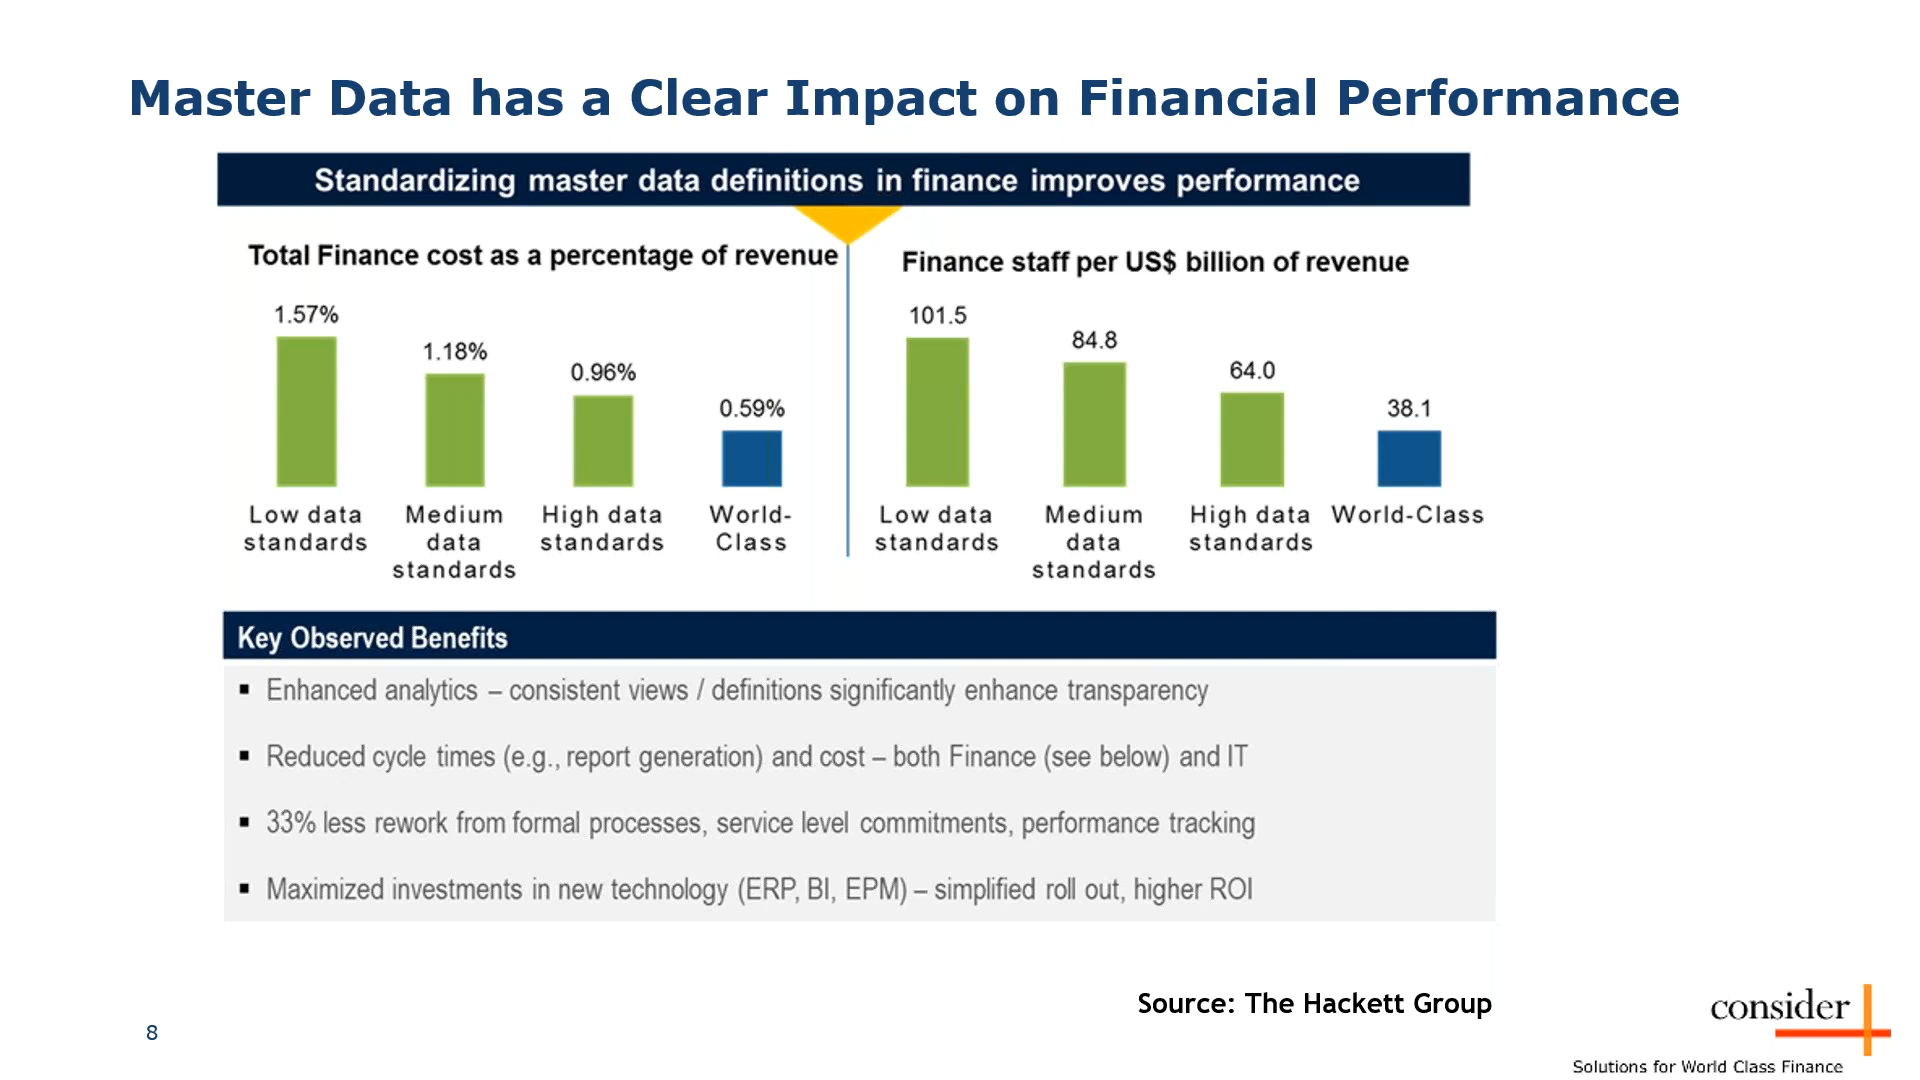 Master Data has a Clear Impact on Financial Performance
Standardizing master data definitions in finance improves performance
Total Finance cost as a percentage of revenue
1.57%
1.18%
0.96%
0.59%
Low data
standards
Medium
data
standards
High data
standards
World-
Class
Finance staff per US$ billion of revenue
101.5
84.8
64.0
38.1
Low data
standards
Medium
data
standards
High data
standards
World-Class
Key Observed Benefits
▪ Enhanced analytics – consistent views / definitions significantly enhance transparency
▪ Reduced cycle times (e.g., report generation) and cost – both Finance (see below) and IT
▪ 33% less rework from formal processes, service level commitments, performance tracking
▪ Maximized investments in new technology (ERP, BI, EPM) – simplified roll out, higher ROI
Source: The Hackett Group
8
consider
Solutions for World Class Finance